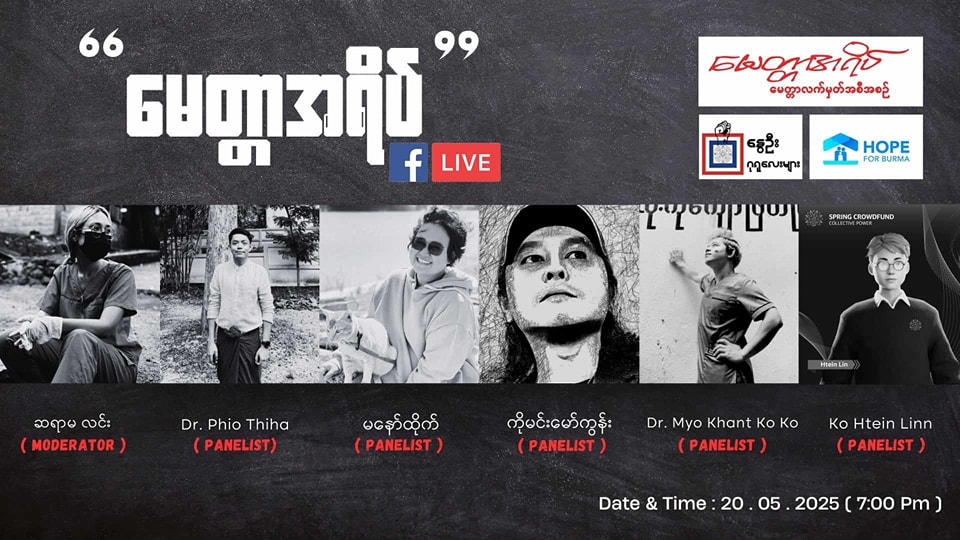 “ မေတ္တာအရိပ် ”
f LIVE
မေတ္တာအရိပ်
မေတ္တာလက်မှတ်အစီအစဉ်
နွေဦး
ဂုရုလေးများ
HOPE
FOR BURMA
SPRING CROWDFUND
COLLECTIVE POWER
Htein Lin
ဆရာမ လင်း
( MODERATOR )
Dr. Phio Thiha
( PANELIST)
မနော်ထိုက်
( PANELIST )
ကိုမင်းမော်ကွန်း
( PANELIST )
Dr. Myo Khant Ko Ko
( PANELIST )
Ko Htein Linn
( PANELIST )
Date & Time : 20 . 05 . 2025 ( 7:00 Pm )